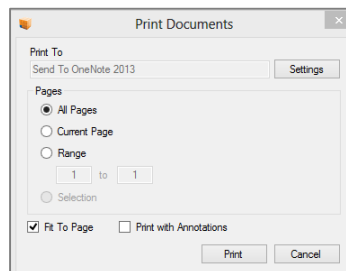 Print Documents
Print To
Send To OneNote 2013 Settings
Pages
All Pages
Current Page
Range
1 to 1
Selection
Fit To Page Print with Annotations
Print Cancel